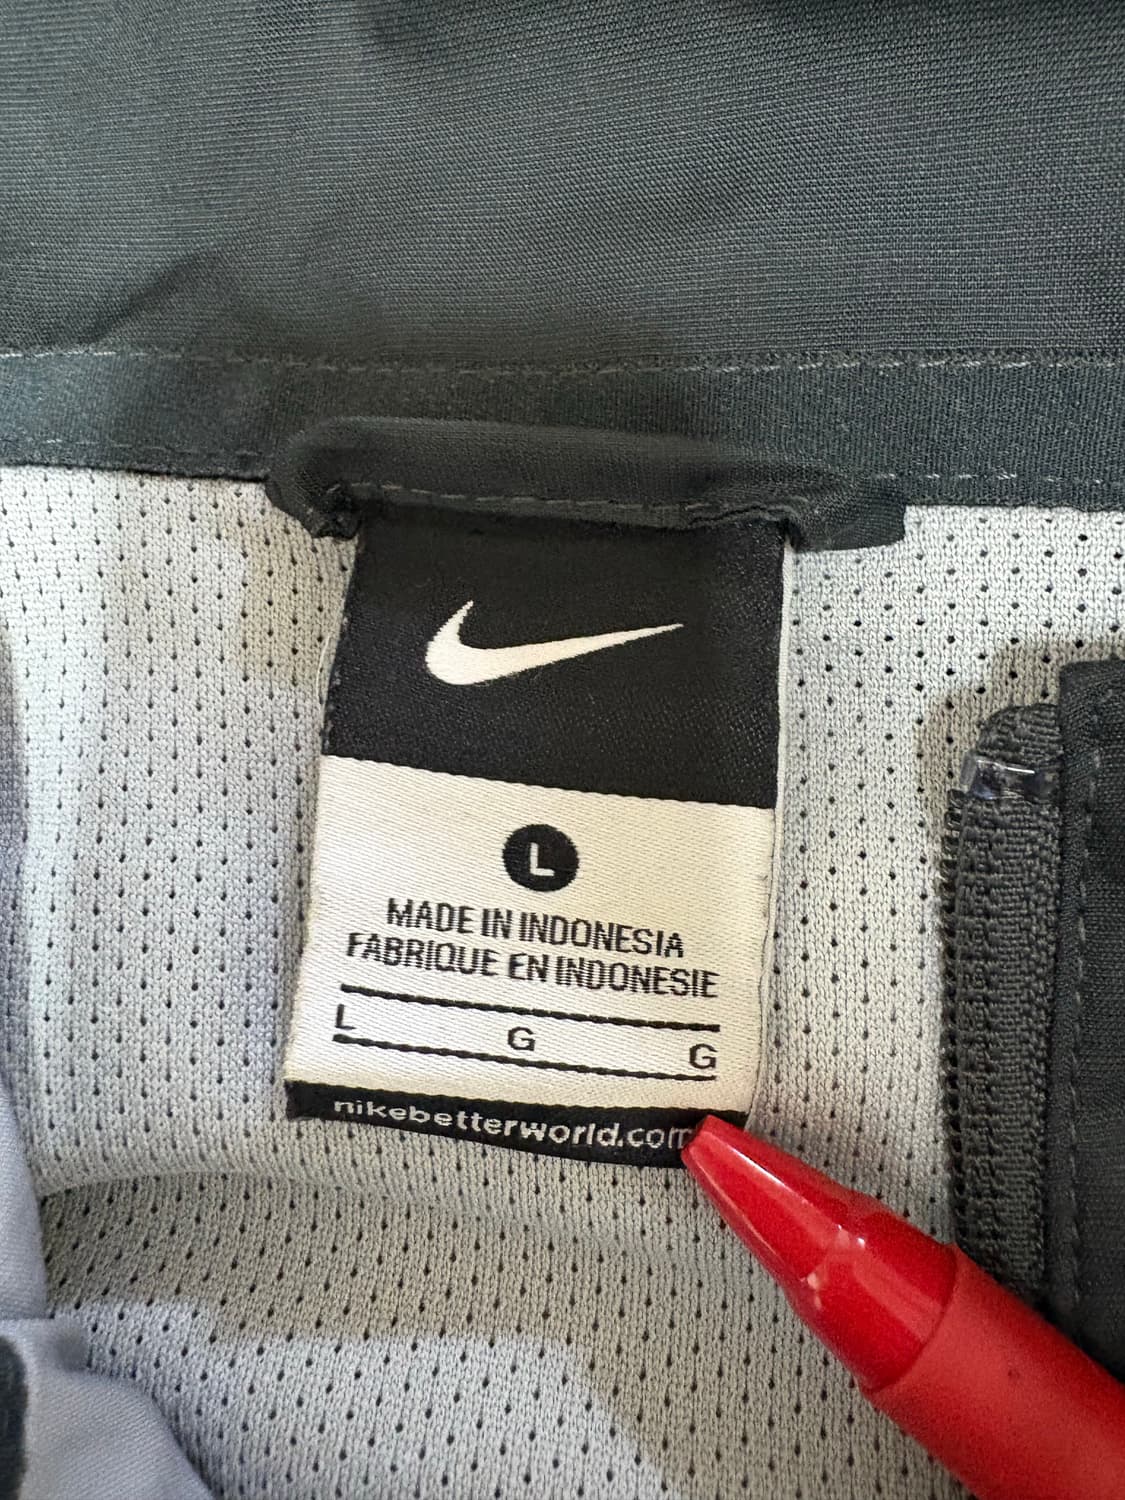 L
MADE IN INDONESIA
FABRIQUE EN INDONESIE
L G G
nikebetterworld.com